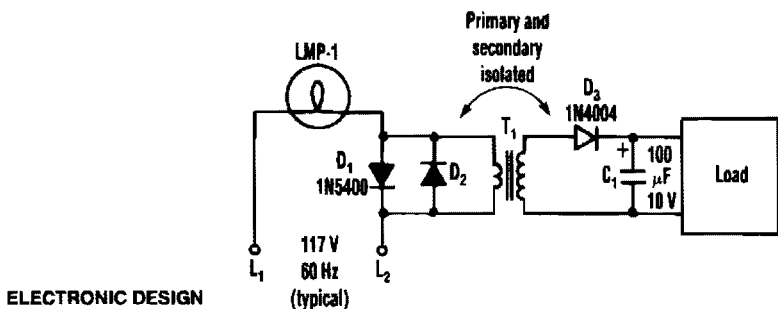 Primary and
secondary
isolated
LMP-1
D3
1N4004
T1
D1
1N5400
D2
+
C1
100
μF
10 V
Load
L1
117 V
60 Hz
(typical)
L2
ELECTRONIC DESIGN